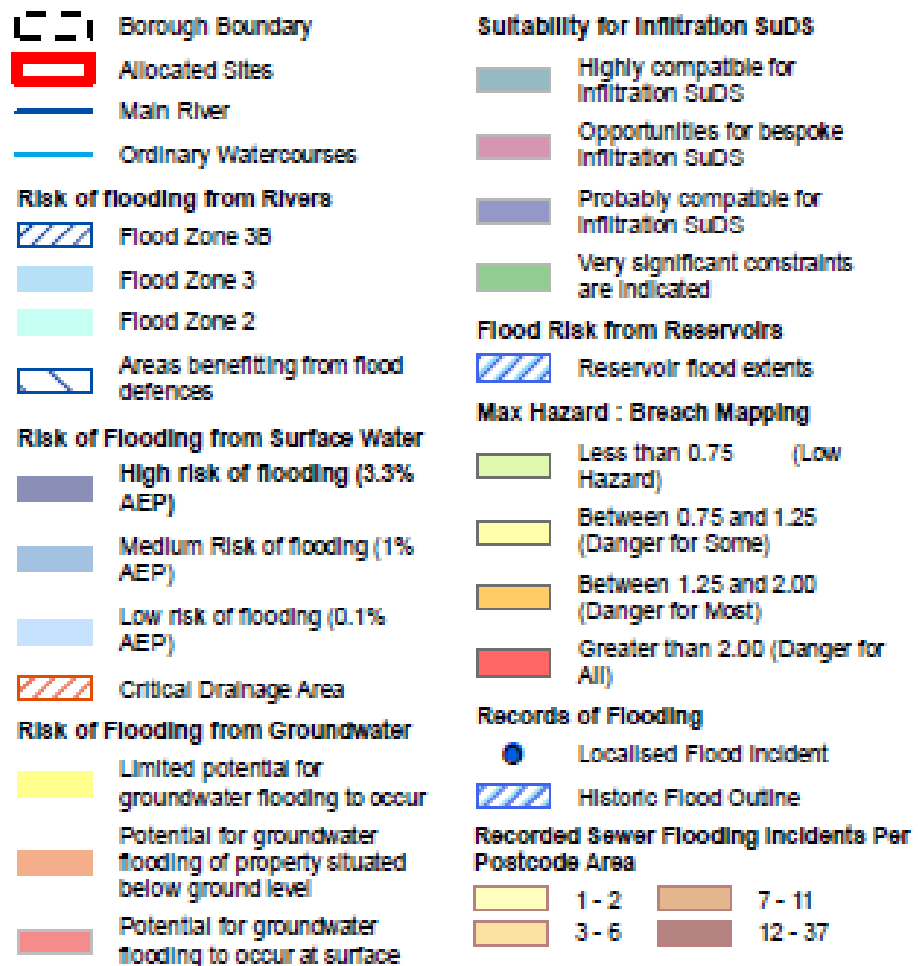 Borough Boundary
Allocated Sites
Main River
Ordinary Watercourses
Risk of flooding from Rivers
Flood Zone 3B
Flood Zone 3
Flood Zone 2
Areas benefitting from flood
defences
Risk of Flooding from Surface Water
High risk of flooding (3.3%
AEP)
Medium Risk of flooding (1%
AEP)
Low risk of flooding (0.1%
AEP)
Critical Drainage Area
Risk of Flooding from Groundwater
Limited potential for
groundwater flooding to occur
Potential for groundwater
flooding of property situated
below ground level
Potential for groundwater
flooding to occur at surface
Suitability for Infiltration SuDS
Highly compatible for
Infiltration SuDS
Opportunities for bespoke
Infiltration SuDS
Probably compatible for
Infiltration SuDS
Very significant constraints
are indicated
Flood Risk from Reservoirs
Reservoir flood extents
Max Hazard : Breach Mapping
Less than 0.75 (Low
Hazard)
Between 0.75 and 1.25
(Danger for Some)
Between 1.25 and 2.00
(Danger for Most)
Greater than 2.00 (Danger for
All)
Records of Flooding
Localised Flood Incident
Historic Flood Outline
Recorded Sewer Flooding Incidents Per
Postcode Area
1 - 2
7 - 11
3 - 6
12 - 37